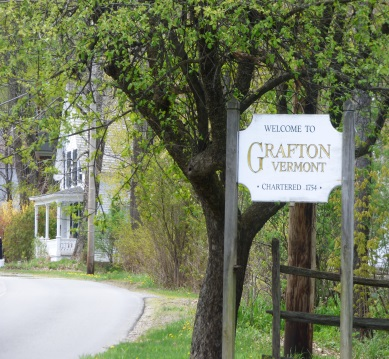 WELCOME TO
GRAFTON
VERMONT
• CHARTERED 1754 •